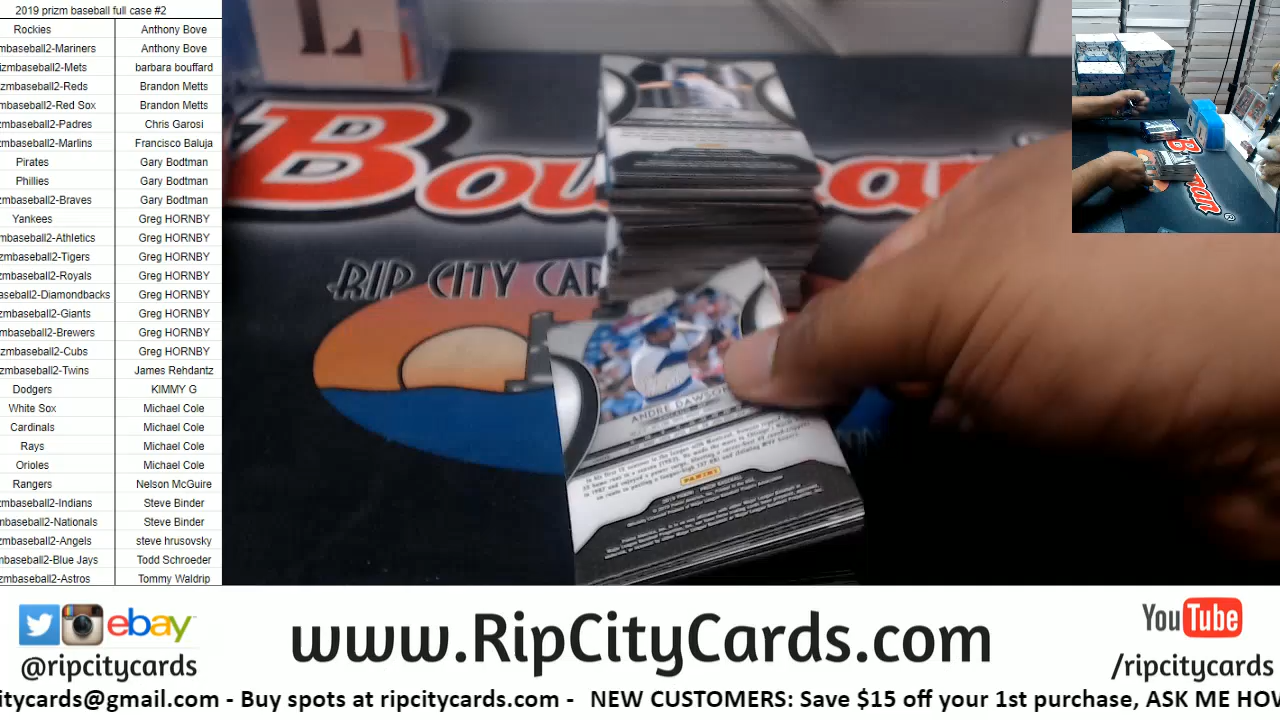 2019 prizm baseball full case #2
Rockies Anthony Bove
mbaseball2-Mariners Anthony Bove
izmbaseball2-Mets barbara bouffard
izmbaseball2-Reds Brandon Metts
zmbaseball2-Red Sox Brandon Metts
zmbaseball2-Padres Chris Garosi
zmbaseball2-Marlins Francisco Baluja
Pirates Gary Bodtman
Phillies Gary Bodtman
zmbaseball2-Braves Gary Bodtman
Yankees Greg HORNBY
mbaseball2-Athletics Greg HORNBY
zmbaseball2-Tigers Greg HORNBY
zmbaseball2-Royals Greg HORNBY
aseball2-Diamondbacks Greg HORNBY
zmbaseball2-Giants Greg HORNBY
mbaseball2-Brewers Greg HORNBY
zmbaseball2-Cubs Greg HORNBY
zmbaseball2-Twins James Rehdantz
Dodgers KIMMY G
White Sox Michael Cole
Cardinals Michael Cole
Rays Michael Cole
Orioles Michael Cole
Rangers Nelson McGuire
mbaseball2-Indians Steve Binder
mbaseball2-Nationals Steve Binder
mbaseball2-Angels steve hrusovsky
mbaseball2-Blue Jays Todd Schroeder
zmbaseball2-Astros Tommy Waldrip
L
Bowman
RIP CITY CAR
ANDRE DAWSON
PANINI
man
ebay
@ripcitycards
www.RipCityCards.com
YouTube
/ripcitycards
citycards@gmail.com - Buy spots at ripcitycards.com - NEW CUSTOMERS: Save $15 off your 1st purchase, ASK ME HOW